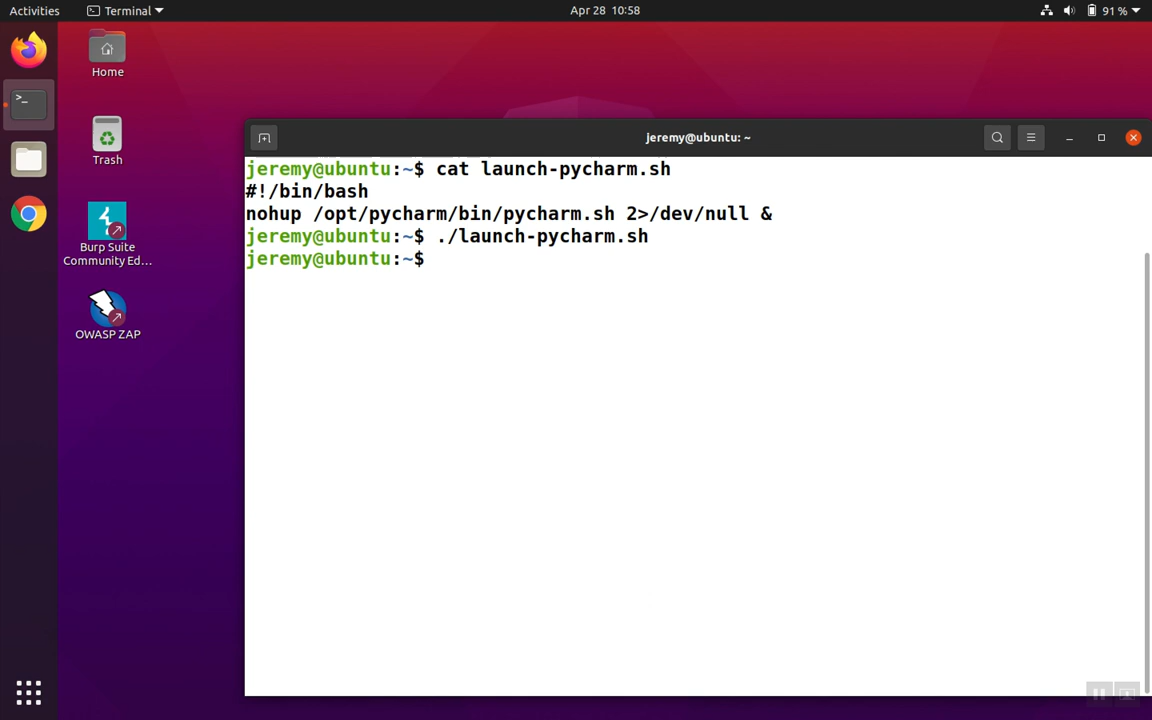 Activities
Terminal
Apr 28 10:58
91 %
Home
Trash
Burp Suite
Community Ed...
OWASP ZAP
jeremy@ubuntu: ~
jeremy@ubuntu:~$ cat launch-pycharm.sh
#!/bin/bash
nohup /opt/pycharm/bin/pycharm.sh 2>/dev/null &
jeremy@ubuntu:~$ ./launch-pycharm.sh
jeremy@ubuntu:~$